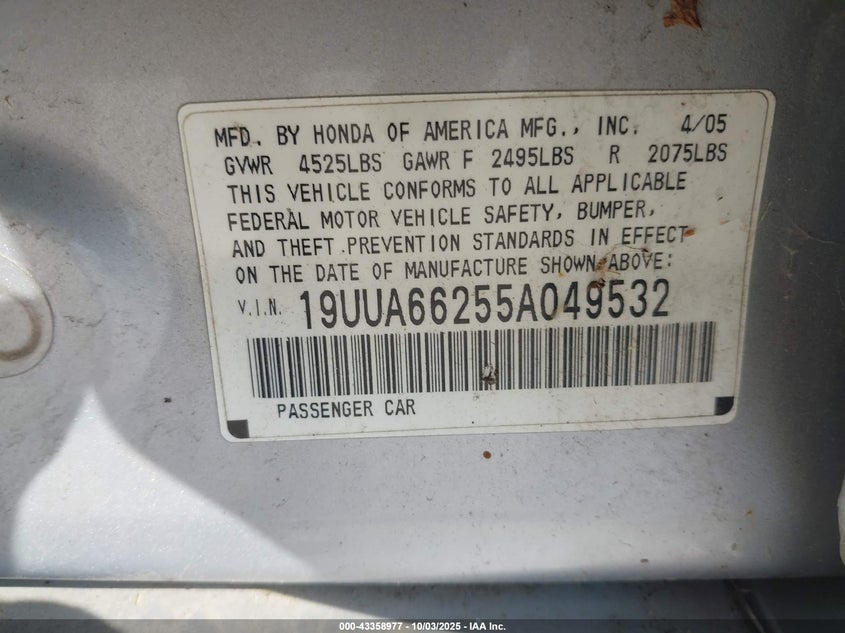 MFD. BY HONDA OF AMERICA MFG., INC. 4/05
GVWR 4525LBS GAWR F 2495LBS R 2075LBS
THIS VEHICLE CONFORMS TO ALL APPLICABLE
FEDERAL MOTOR VEHICLE SAFETY, BUMPER,
AND THEFT PREVENTION STANDARDS IN EFFECT
ON THE DATE OF MANUFACTURE SHOWN ABOVE:
V.I.N. 19UUA66255A049532
PASSENGER CAR
000-43358977 - 10/03/2025 - IAA Inc.